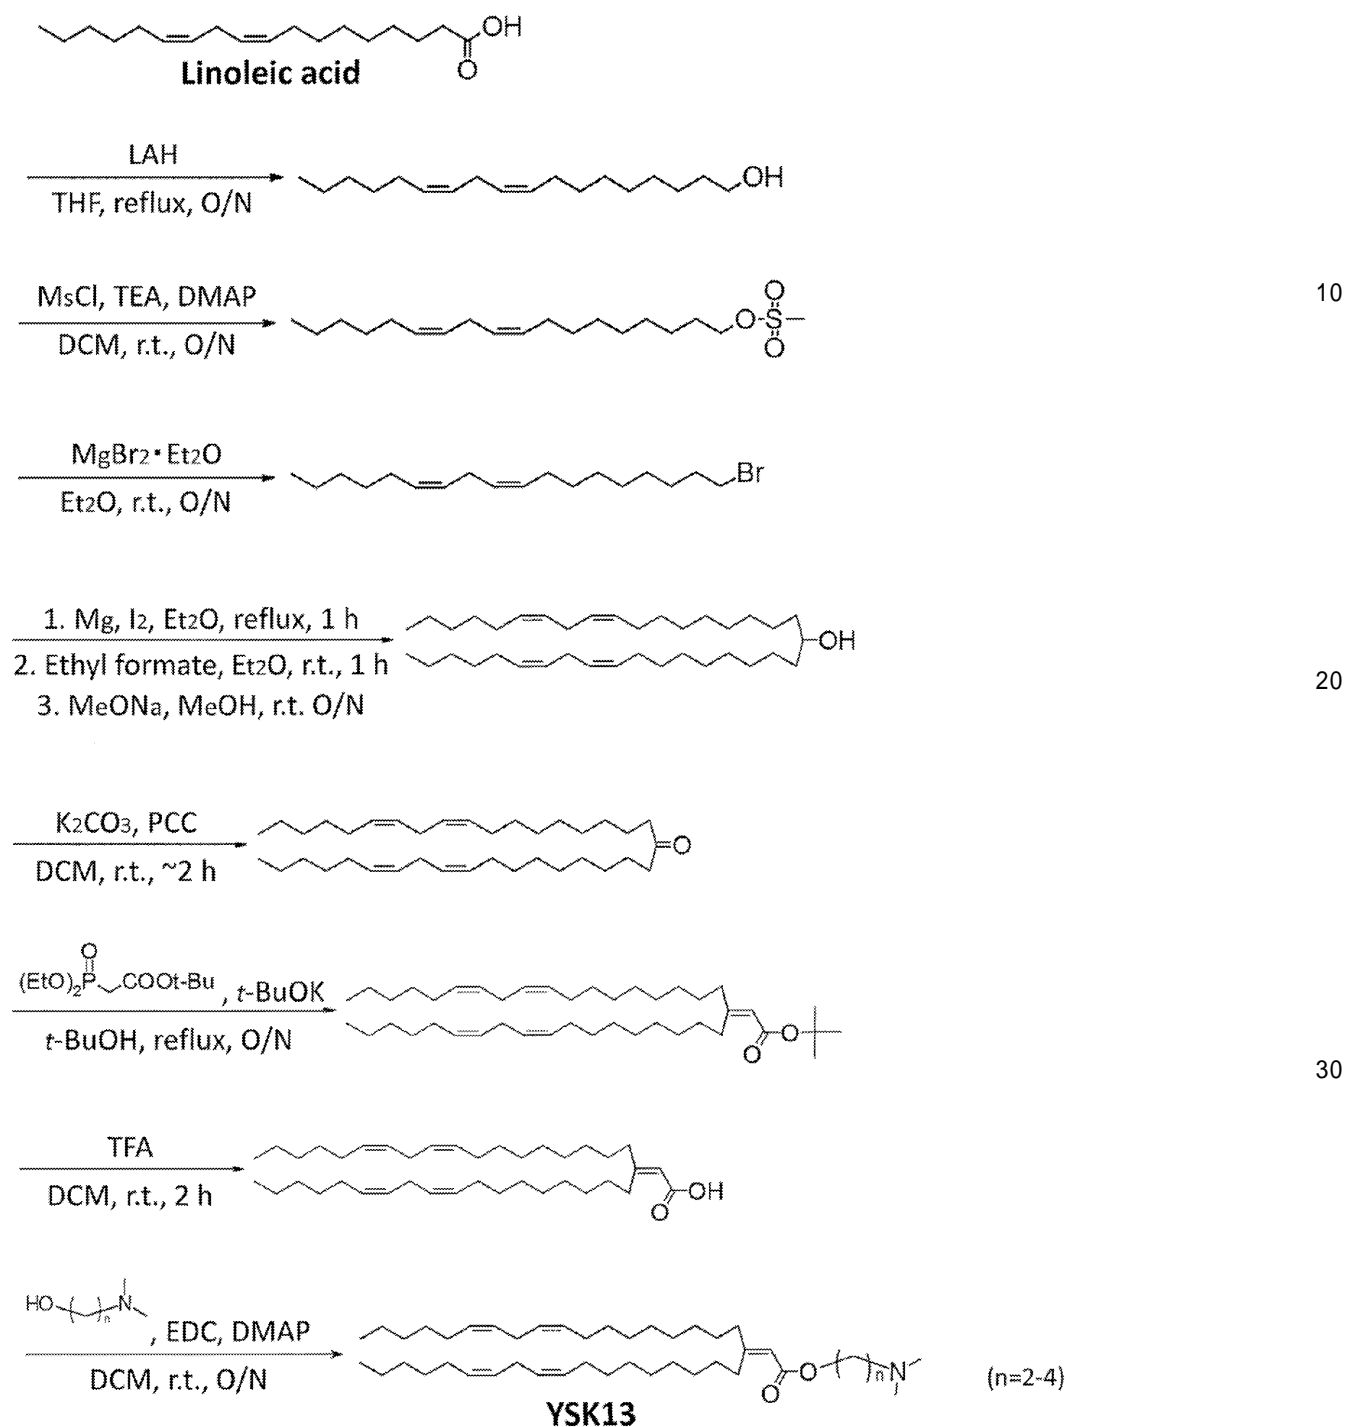 OH
O
Linoleic acid
LAH
THF, reflux, O/N
OH
MsCl, TEA, DMAP
DCM, r.t., O/N
O
O-S
O
10
MgBr2·Et2O
Et2O, r.t., O/N
Br
1. Mg, I2, Et2O, reflux, 1 h
2. Ethyl formate, Et2O, r.t., 1 h
3. MeONa, MeOH, r.t. O/N
OH
20
K2CO3, PCC
DCM, r.t., ~2 h
O
O
(EtO)2P COOt-Bu , t-BuOK
t-BuOH, reflux, O/N
O
O
30
TFA
DCM, r.t., 2 h
OH
O
HO ( )n N
, EDC, DMAP
DCM, r.t., O/N
O ( )n N
O
(n=2-4)
YSK13